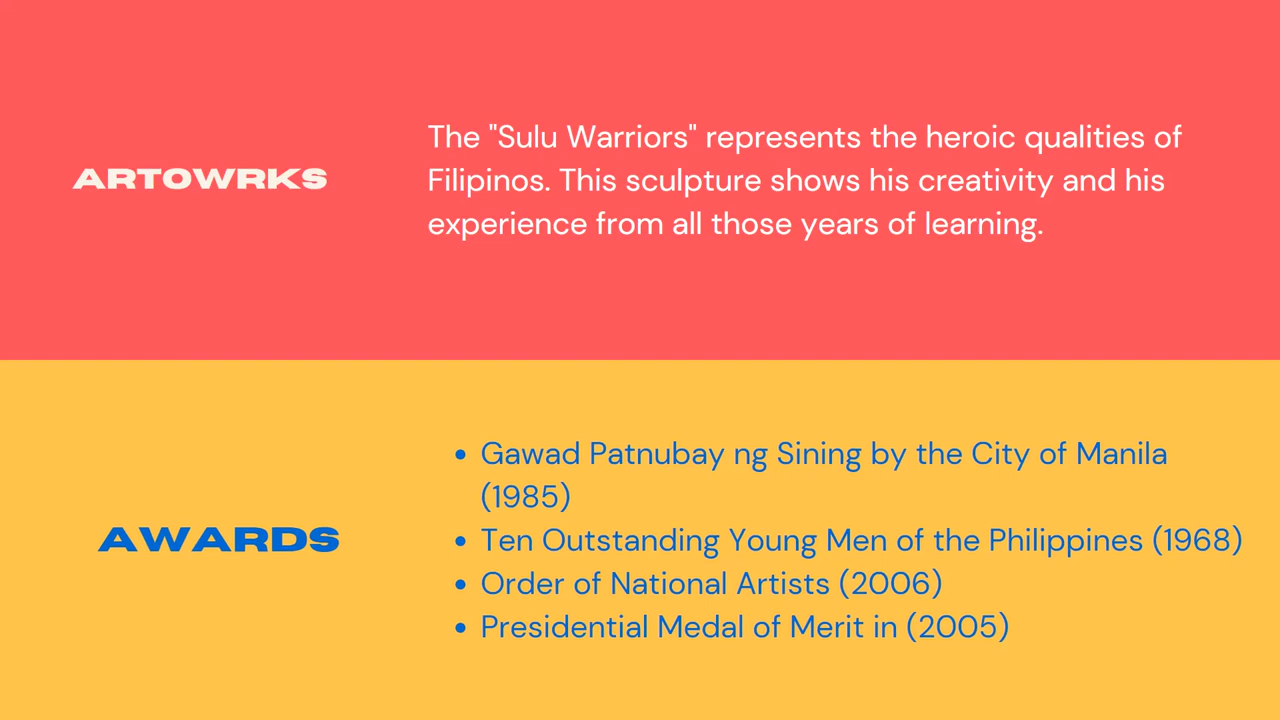 ARTOWRKS
The "Sulu Warriors" represents the heroic qualities of
Filipinos. This sculpture shows his creativity and his
experience from all those years of learning.
AWARDS
• Gawad Patnubay ng Sining by the City of Manila
(1985)
• Ten Outstanding Young Men of the Philippines (1968)
• Order of National Artists (2006)
• Presidential Medal of Merit in (2005)